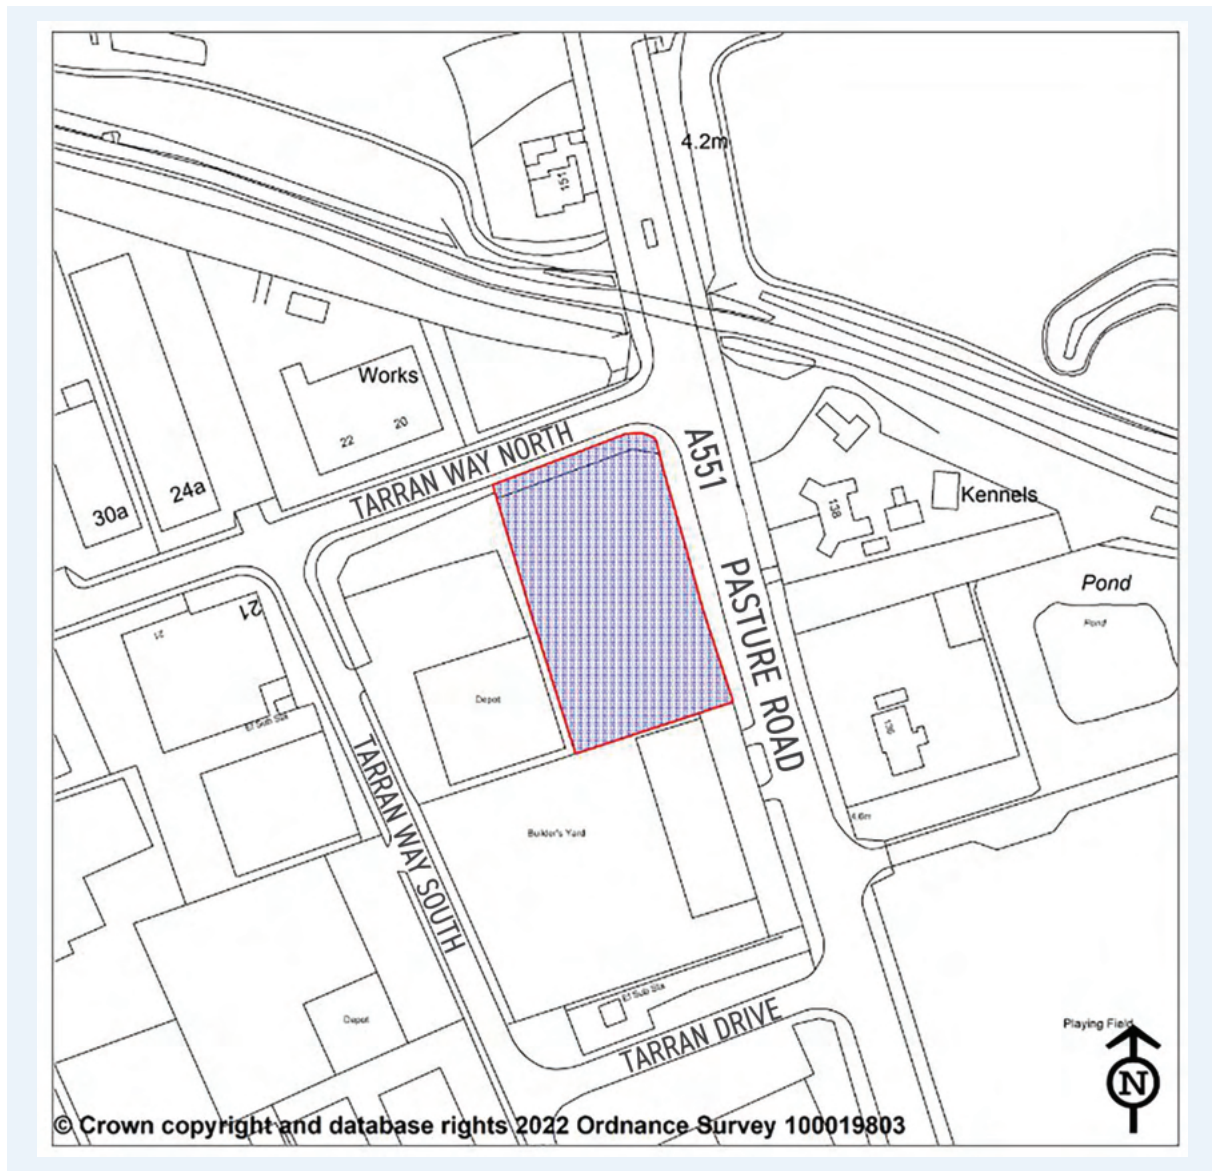 4.2m
151
Works
22
20
TARRAN WAY NORTH
A551
24a
30a
Kennels
138
PASTURE ROAD
Pond
Pond
21
21
El Sub Sta
Depot
136
TARRAN WAY SOUTH
4.6m
Builder's Yard
El Sub Sta
Depot
TARRAN DRIVE
Playing Field
N
© Crown copyright and database rights 2022 Ordnance Survey 100019803